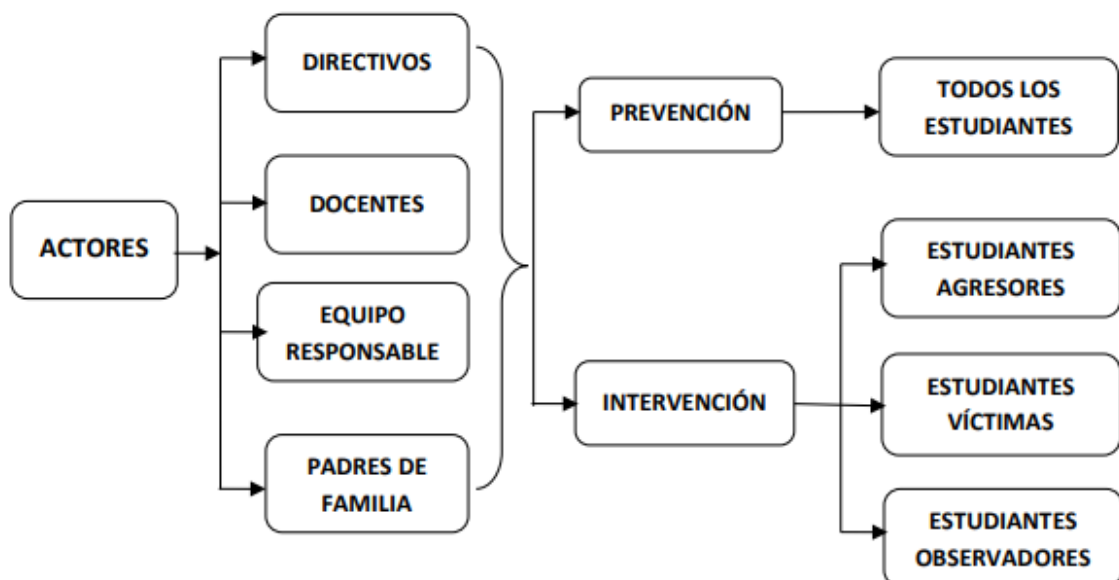 ACTORES
DIRECTIVOS
DOCENTES
EQUIPO
RESPONSABLE
PADRES DE
FAMILIA
PREVENCIÓN
INTERVENCIÓN
TODOS LOS
ESTUDIANTES
ESTUDIANTES
AGRESORES
ESTUDIANTES
VÍCTIMAS
ESTUDIANTES
OBSERVADORES